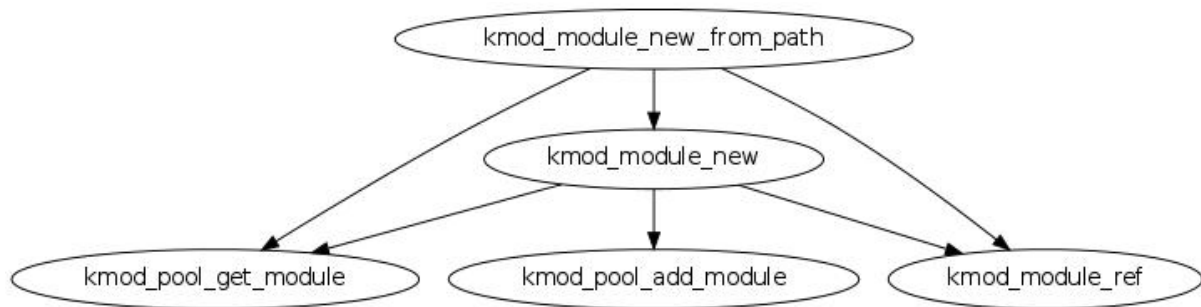 kmod_module_new_from_path
kmod_module_new
kmod_pool_get_module
kmod_pool_add_module
kmod_module_ref